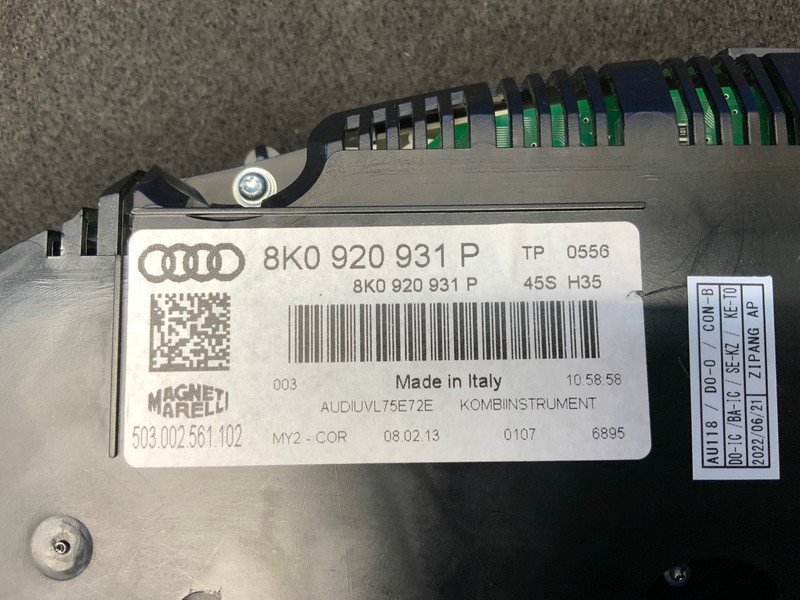 8K0 920 931 P TP 0556
8K0 920 931 P 45S H35
003 Made in Italy 10:58:58
MAGNETI
MARELLI
AUDIUVL75E72E KOMBIINSTRUMENT
503.002.561.102 MY2 - COR 08.02.13 0107 6895
AU118 / DO-O / CON-B
DO-IC /BA-IC / SE-KZ / KE-TO
2022/06/21 ZIPANG AP